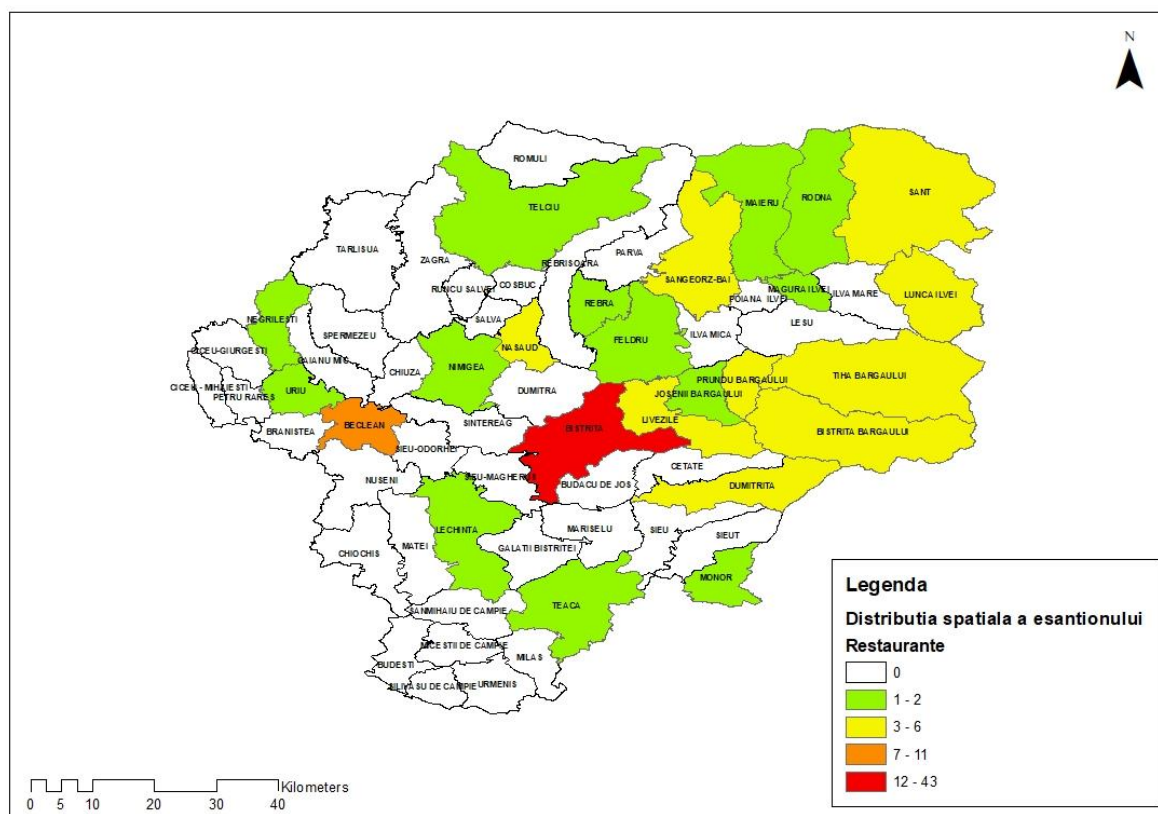 N
ROMULI
TELCIU
MAIERU
RODNA
SANT
TARLISUA
ZAGRA
REBRISOARA
PARVA
SANGEORZ-BAI
RUNCU SALVEI
COSBUC
REBRA
POIANA ILVEI
MAGURA ILVEI
ILVA MARE
LUNCA ILVEI
NEGRILESTI
SALVA
SPERMEZEU
NASAUD
ILVA MICA
LESU
FELDRU
CICEU-GIURGESTI
CAIANU MIC
CHIUZA
NIMIGEA
TIHA BARGAULUI
PRUNDU BARGAULUI
CICEU - MIHAIESTI
URIU
DUMITRA
JOSENII BARGAULUI
PETRU RARES
BECLEAN
SINTEREAG
BISTRITA
LIVEZILE
BRANISTEA
BISTRITA BARGAULUI
SIEU-ODORHEI
CETATE
NUSENI
SIEU-MAGHERUS
BUDACU DE JOS
DUMITRITA
LECHINTA
MARISELU
SIEU
SIEUT
CHIOCHIS
MATEI
GALATII BISTRITEI
MONOR
TEACA
SANMIHAIU DE CAMPIE
MICESTII DE CAMPIE
MILAS
BUDESTI
SILIVASU DE CAMPIE
URMENIS
Legenda
Distributia spatiala a esantionului
Restaurante
0
1 - 2
3 - 6
7 - 11
12 - 43
Kilometers
0 5 10 20 30 40